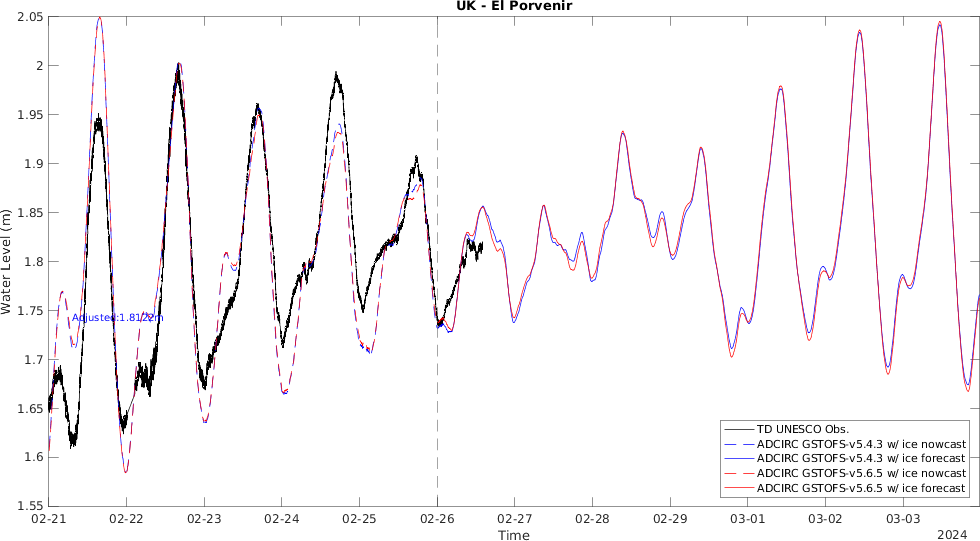 UK - El Porvenir
2.05
2
1.95
1.9
1.85
1.8
1.75
1.7
1.65
1.6
1.55
Water Level (m)
Adjusted:1.8122m
TD UNESCO Obs.
ADCIRC GSTOFS-v5.4.3 w/ ice nowcast
ADCIRC GSTOFS-v5.4.3 w/ ice forecast
ADCIRC GSTOFS-v5.6.5 w/ ice nowcast
ADCIRC GSTOFS-v5.6.5 w/ ice forecast
02-21 02-22 02-23 02-24 02-25 02-26 02-27 02-28 02-29 03-01 03-02 03-03
Time
2024